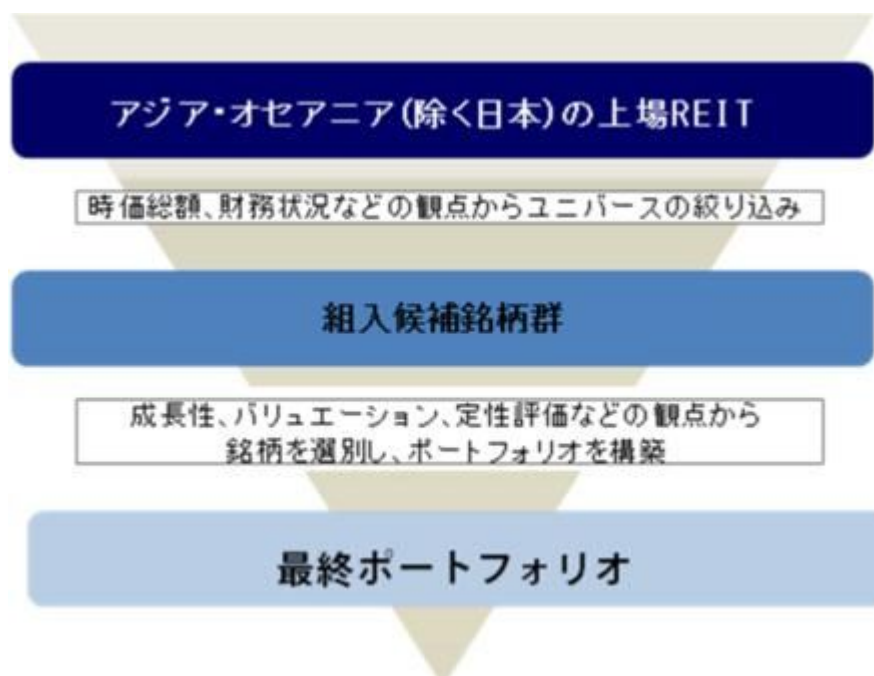 アジア・オセアニア(除く日本)の上場REIT
時価総額、財務状況などの観点からユニバースの絞り込み
組入候補銘柄群
成長性、バリュエーション、定性評価などの観点から
銘柄を選別し、ポートフォリオを構築
最終ポートフォリオ